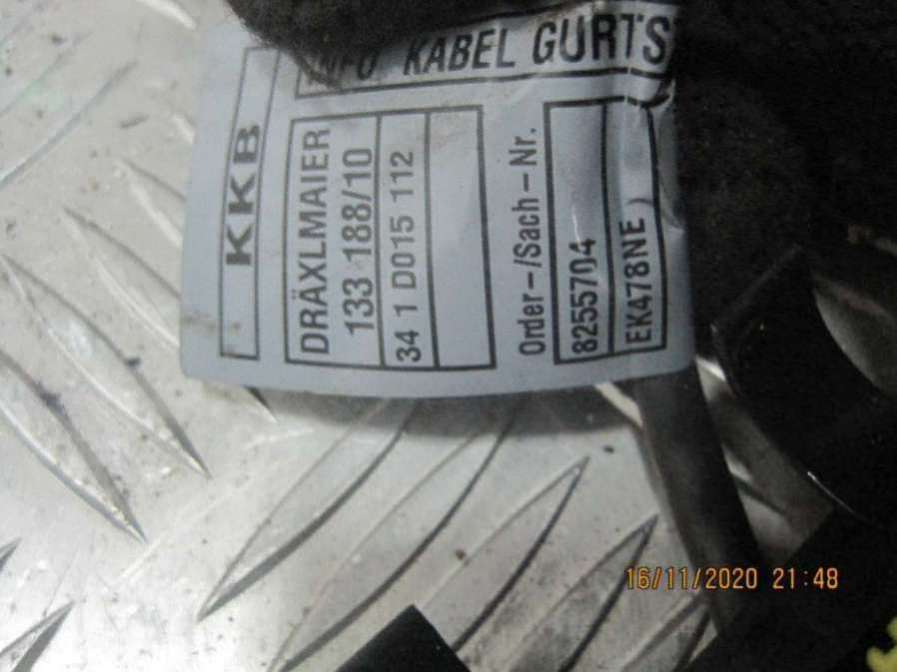 KABEL GURTS
KKB
DRÄXLMAIER
133 188/10
34 1 D015 112
Order-/Sach-Nr.
8255704
EK478NE
16/11/2020 21:48